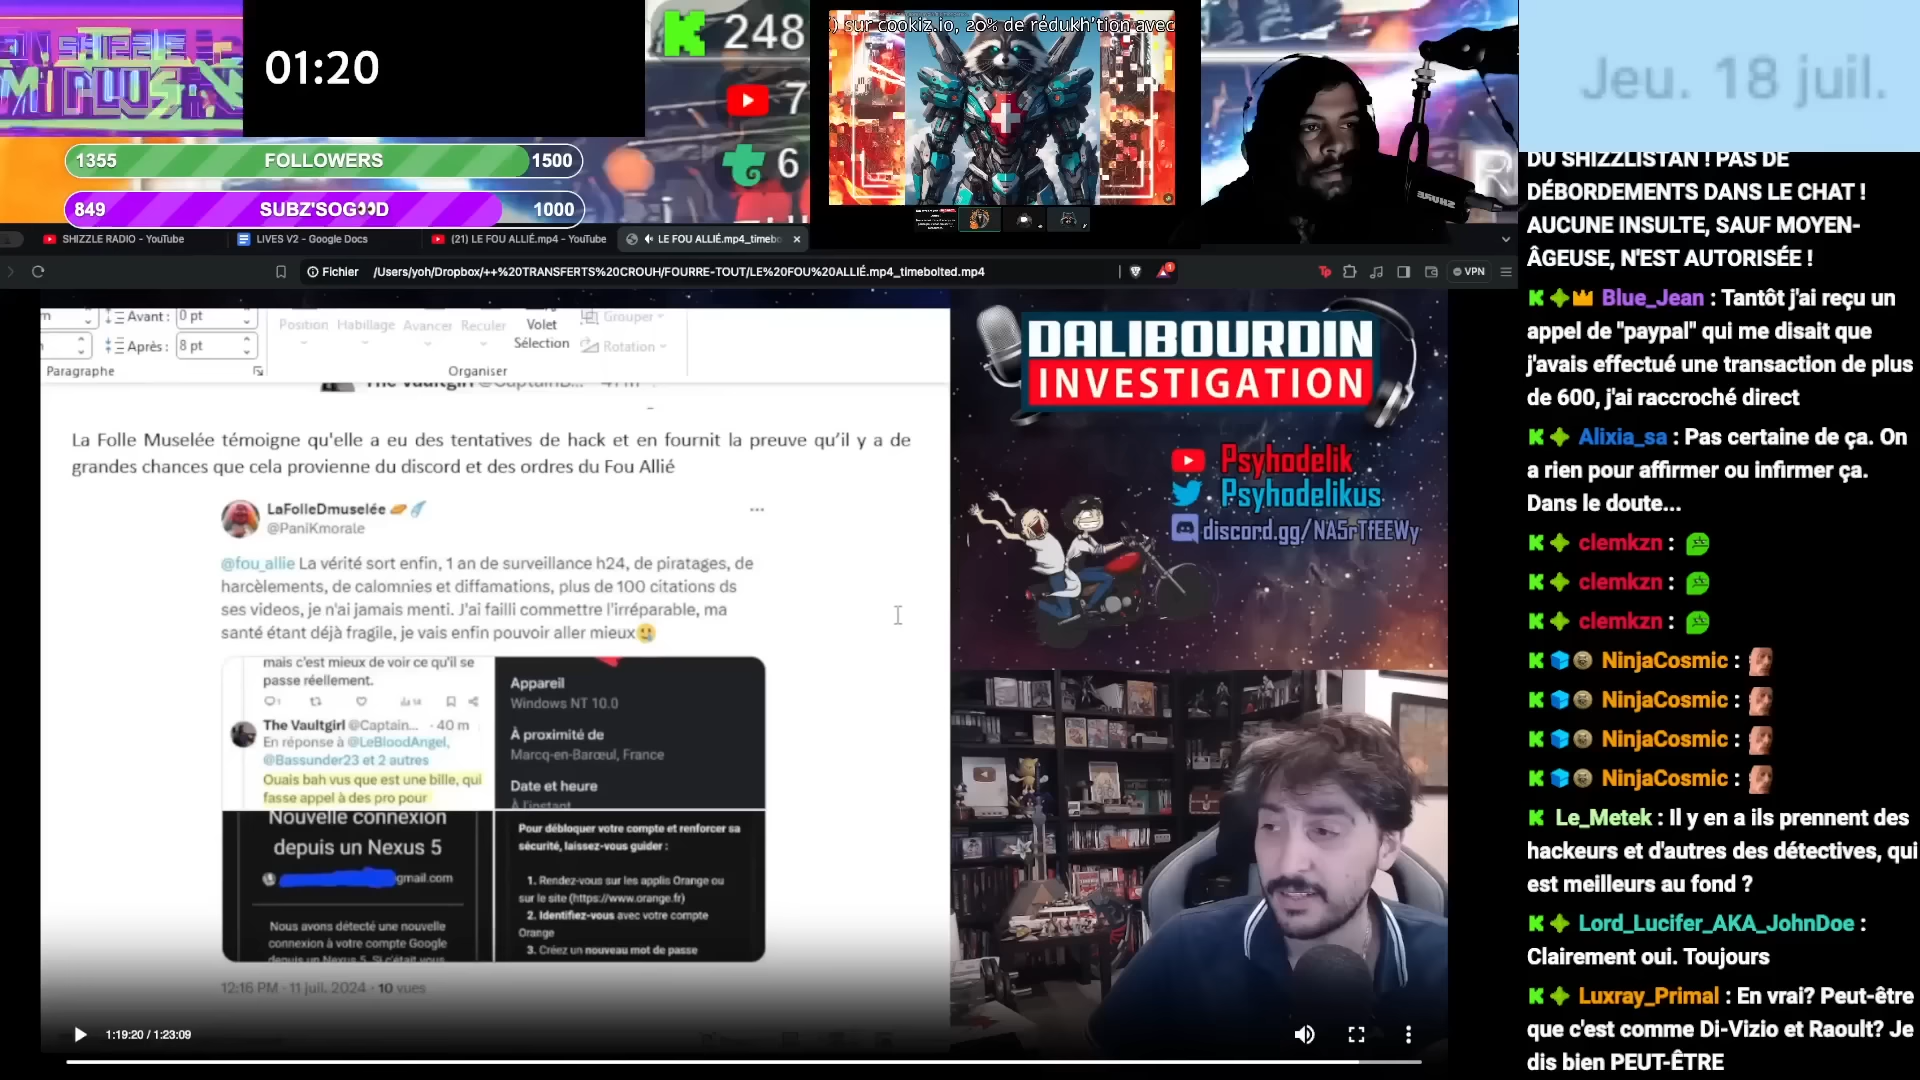 01:20
248
7
6
1355 FOLLOWERS 1500
849 SUBZ'SOG👀D 1000
) sur cookiz.io, 20% de rédukh'tion avec
SHURE
Jeu. 18 juil.
SHIZZLE RADIO - YouTube
LIVES V2 - Google Docs
(21) LE FOU ALLIÉ.mp4 - YouTube
LE FOU ALLIÉ.mp4_timebo
Fichier /Users/yoh/Dropbox/++%20TRANSFERTS%20CROUH/FOURRE-TOUT/LE%20FOU%20ALLIÉ.mp4_timebolted.mp4
VPN
Avant : 0 pt
Après : 8 pt
Paragraphe
Position Habillage Avancer Reculer
Volet
Sélection
Grouper
Rotation
Organiser
La Folle Muselée témoigne qu'elle a eu des tentatives de hack et en fournit la preuve qu'il y a de
grandes chances que cela provienne du discord et des ordres du Fou Allié
LaFolleDmuselée
@PaniKmorale
@fou_allie La vérité sort enfin, 1 an de surveillance h24, de piratages, de
harcèlements, de calomnies et diffamations, plus de 100 citations ds
ses videos, je n'ai jamais menti. J'ai failli commettre l'irréparable, ma
santé étant déjà fragile, je vais enfin pouvoir aller mieux
mais c'est mieux de voir ce qu'il se
passe réellement.
The Vaultgirl @Captain... · 40 m
En réponse à @LeBloodAngel,
@Bassunder23 et 2 autres
Ouais bah vus que est une bille, qui
fasse appel à des pro pour
Appareil
Windows NT 10.0
À proximité de
Marcq-en-Barœul, France
Date et heure
À l'instant
Nouvelle connexion
depuis un Nexus 5
gmail.com
Nous avons détecté une nouvelle
connexion à votre compte Google
depuis un Nexus 5. Si c'était vous
Pour débloquer votre compte et renforcer sa
sécurité, laissez-vous guider :
1. Rendez-vous sur les applis Orange ou
sur le site (https://www.orange.fr)
2. Identifiez-vous avec votre compte
Orange
3. Créez un nouveau mot de passe
12:16 PM · 11 juil. 2024 · 10 vues
1:19:20 / 1:23:09
DALIBOURDIN
INVESTIGATION
Psyhodelik
Psyhodelikus
discord.gg/NA5rTfEEWy
DU SHIZZLISTAN ! PAS DE
DÉBORDEMENTS DANS LE CHAT !
AUCUNE INSULTE, SAUF MOYEN-
ÂGEUSE, N'EST AUTORISÉE !
Blue_Jean : Tantôt j'ai reçu un
appel de "paypal" qui me disait que
j'avais effectué une transaction de plus
de 600, j'ai raccroché direct
Alixia_sa : Pas certaine de ça. On
a rien pour affirmer ou infirmer ça.
Dans le doute...
clemkzn :
clemkzn :
clemkzn :
NinjaCosmic :
NinjaCosmic :
NinjaCosmic :
NinjaCosmic :
Le_Metek : Il y en a ils prennent des
hackeurs et d'autres des détectives, qui
est meilleurs au fond ?
Lord_Lucifer_AKA_JohnDoe :
Clairement oui. Toujours
Luxray_Primal : En vrai? Peut-être
que c'est comme Di-Vizio et Raoult? Je
dis bien PEUT-ÊTRE